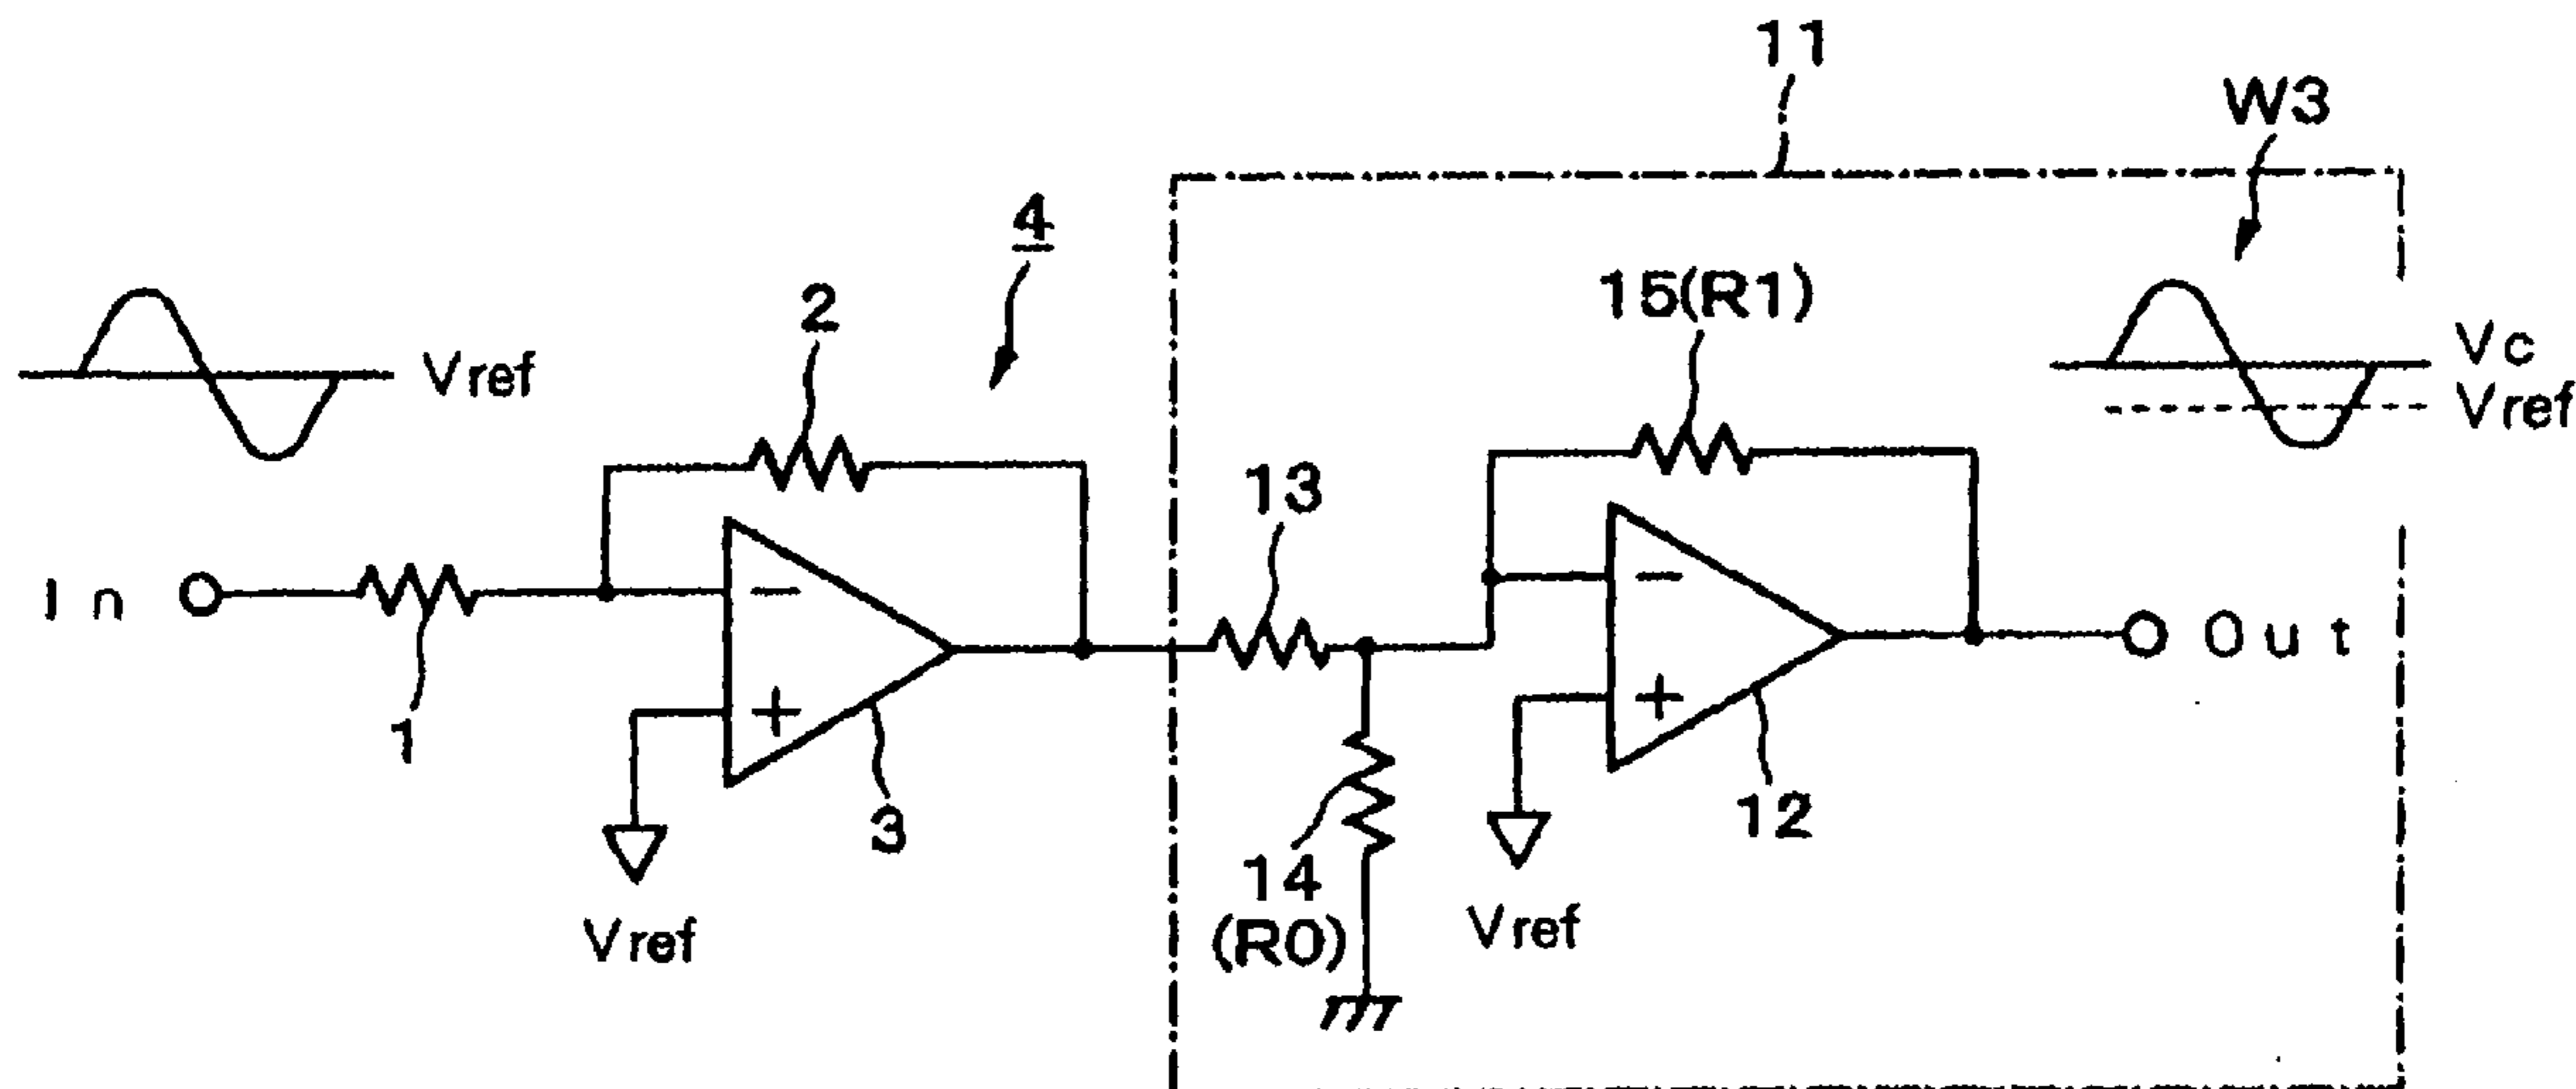 11
W3
4
15(R1)
2
Vref
Vc
Vref
13
In
−
−
Out
+
+
1
3
12
14
(R0)
Vref
Vref